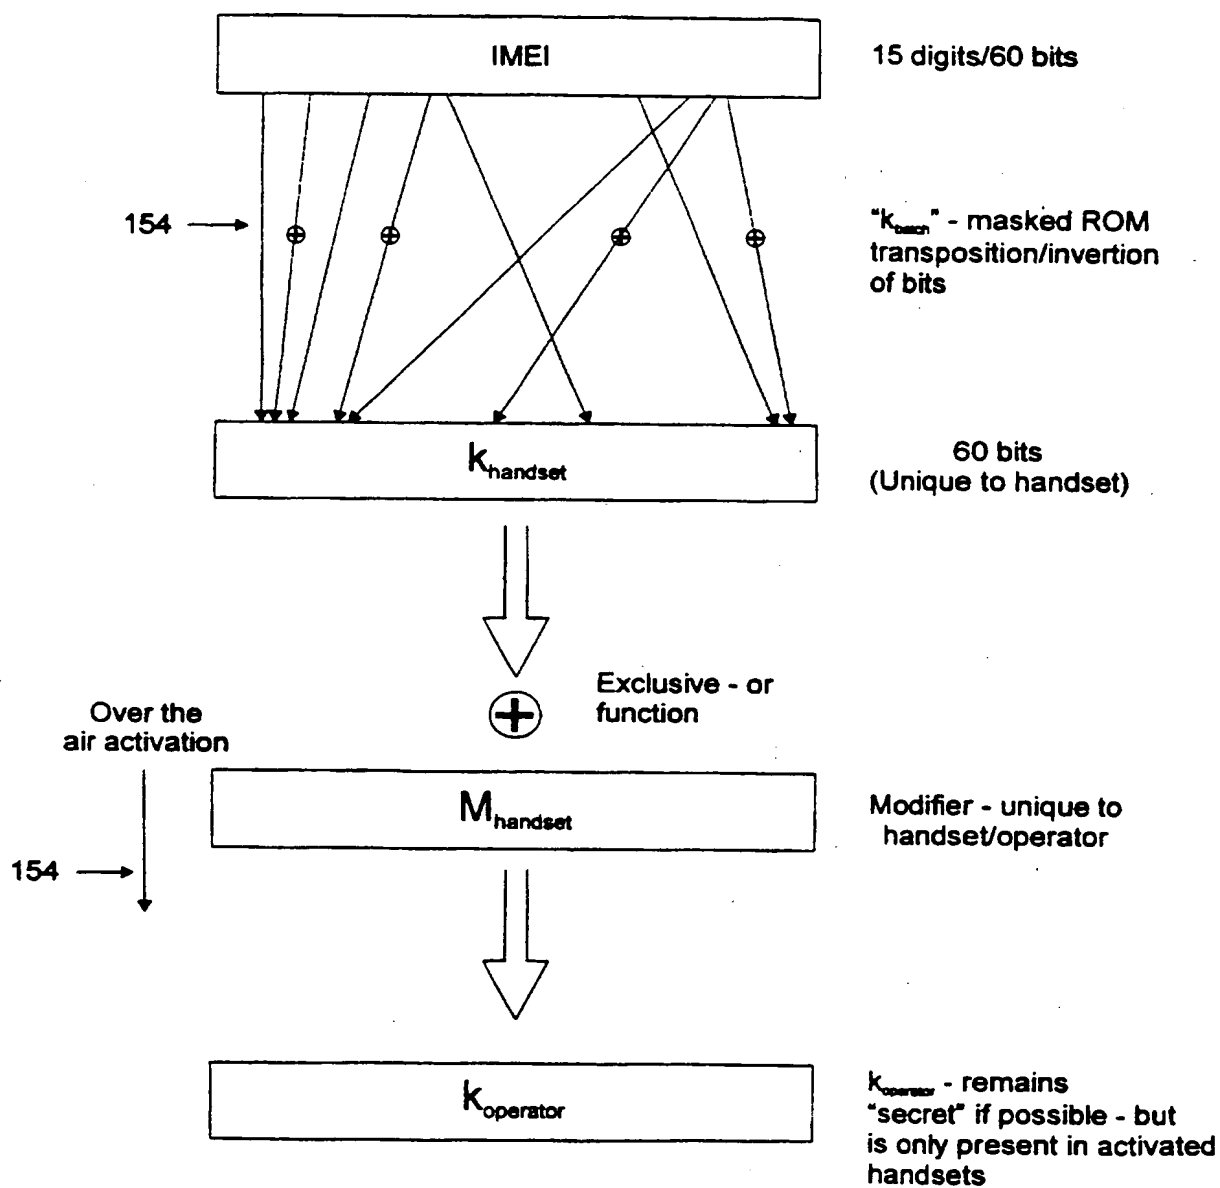 IMEI
15 digits/60 bits
154
"kbatch" - masked ROM
transposition/invertion
of bits
khandset
60 bits
(Unique to handset)
Exclusive - or
function
Over the
air activation
Mhandset
Modifier - unique to
handset/operator
154
koperator
koperator - remains
"secret" if possible - but
is only present in activated
handsets